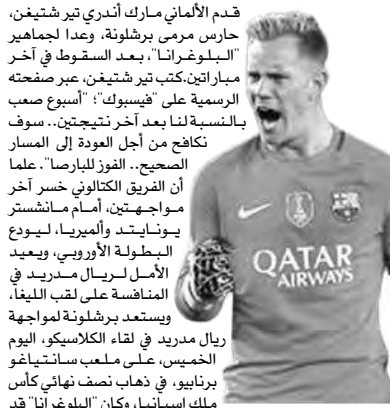 قدم الألماني مارك أندري تير شتيغن،
حارس مرمى برشلونة، وعدا لجماهير
"البلوغرانا"، بعد السقوط في آخر
مباراتين.كتب تير شتيغن، عبر صفحته
الرسمية على "فيسبوك"؛ "أسبوع صعب
بالنسبة لنا بعد آخر نتيجتين.. سوف
نكافح من أجل العودة إلى المسار
الصحيح.. الفوز للبارصا". علما
أن الفريق الكتالوني خسر آخر
مواجهتين، أمام مانشستر
يونايتد وألميريا، ليودع
البطولة الأوروبي، ويعيد
الأمل لريال مدريد في
المنافسة على لقب الليغا،
ويستعد برشلونة لمواجهة
ريال مدريد في لقاء الكلاسيكو، اليوم
الخميس، على ملعب سانتياغو
برنابيو، في ذهاب نصف نهائي كأس
ملك إسبانيا، وكان "البلوغرانا" قد
QATAR
AIRWAYS